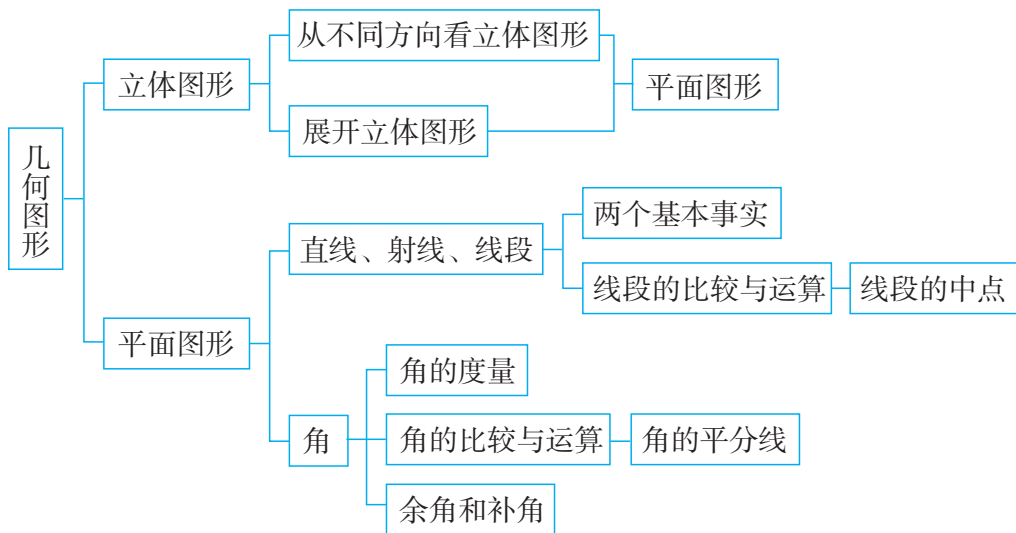 几何图形
立体图形
从不同方向看立体图形
展开立体图形
平面图形
平面图形
直线、射线、线段
两个基本事实
线段的比较与运算
线段的中点
角
角的度量
角的比较与运算
角的平分线
余角和补角